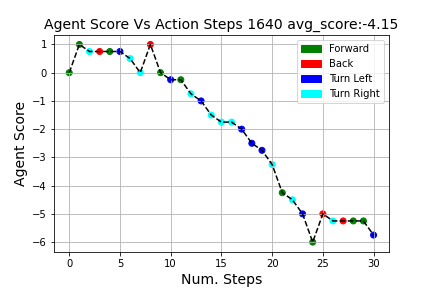 Agent Score Vs Action Steps 1640 avg_score:-4.15
Agent Score
1
0
−1
−2
−3
−4
−5
−6
Forward
Back
Turn Left
Turn Right
0 5 10 15 20 25 30
Num. Steps